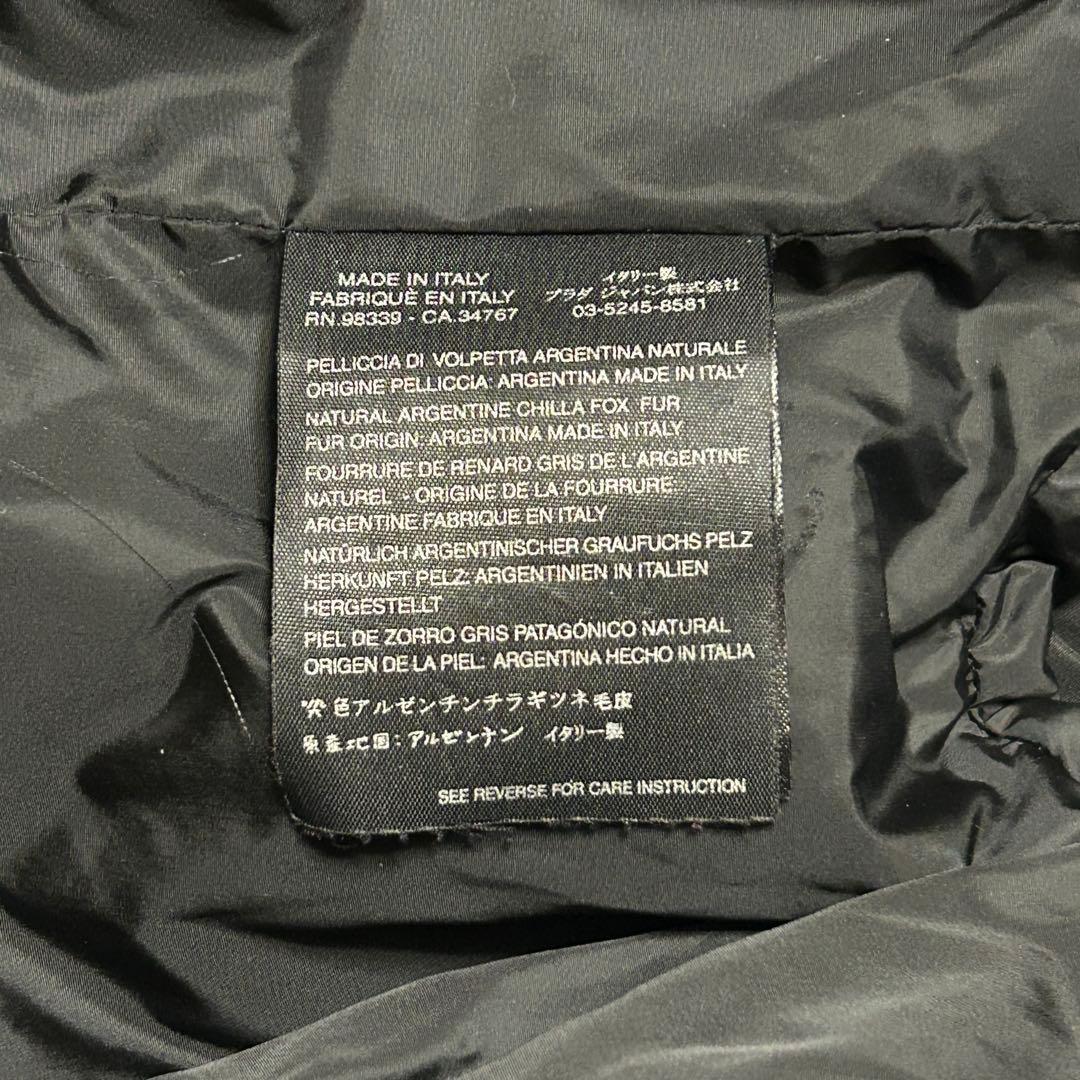 MADE IN ITALY
FABRIQUÈ EN ITALY
RN.98339 - CA.34767
イタリー製
プラダ ジャパン株式会社
03-5245-8581
PELLICCIA DI VOLPETTA ARGENTINA NATURALE
ORIGINE PELLICCIA: ARGENTINA MADE IN ITALY
NATURAL ARGENTINE CHILLA FOX FUR
FUR ORIGIN: ARGENTINA MADE IN ITALY
FOURRURE DE RENARD GRIS DE L'ARGENTINE
NATUREL - ORIGINE DE LA FOURRURE
ARGENTINE FABRIQUE EN ITALY
NATÜRLICH ARGENTINISCHER GRAUFUCHS PELZ
HERKUNFT PELZ: ARGENTINIEN IN ITALIEN
HERGESTELLT
PIEL DE ZORRO GRIS PATAGÓNICO NATURAL
ORIGEN DE LA PIEL: ARGENTINA HECHO IN ITALIA
色アルゼンチンチラギツネ毛皮
国: アルゼンチン イタリー製
SEE REVERSE FOR CARE INSTRUCTION